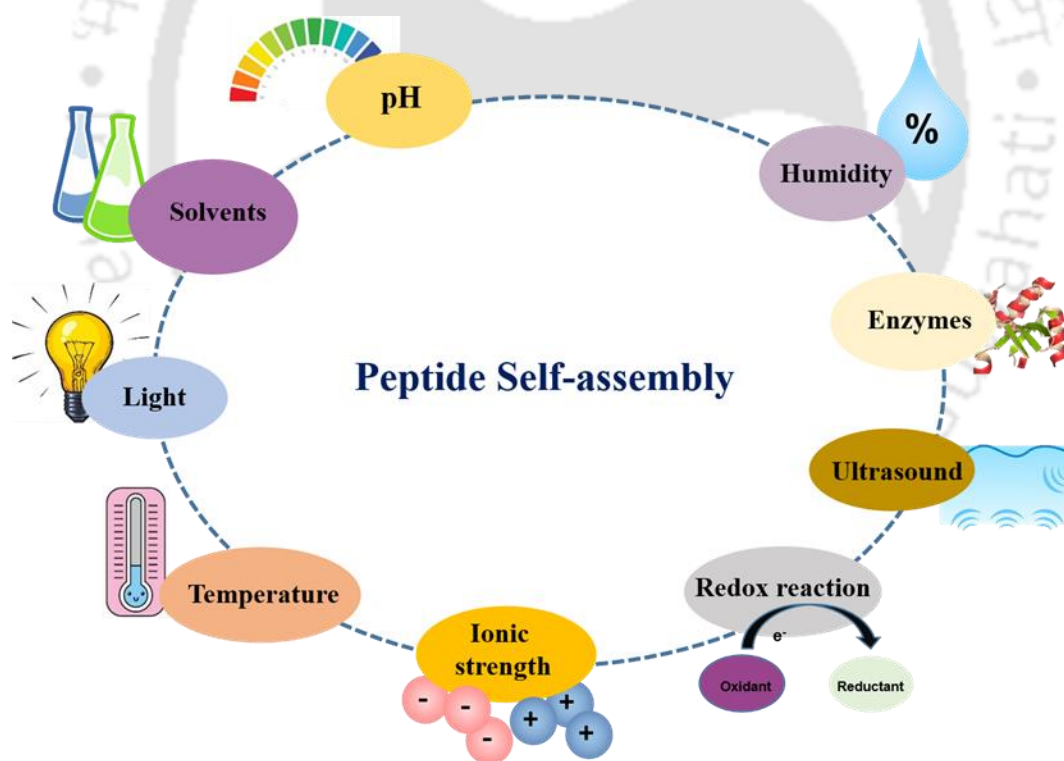 pH
%
Humidity
Solvents
Enzymes
Peptide Self-assembly
Light
Ultrasound
Temperature
Redox reaction
e-
Oxidant
Reductant
Ionic
strength
- - - -
+ + +